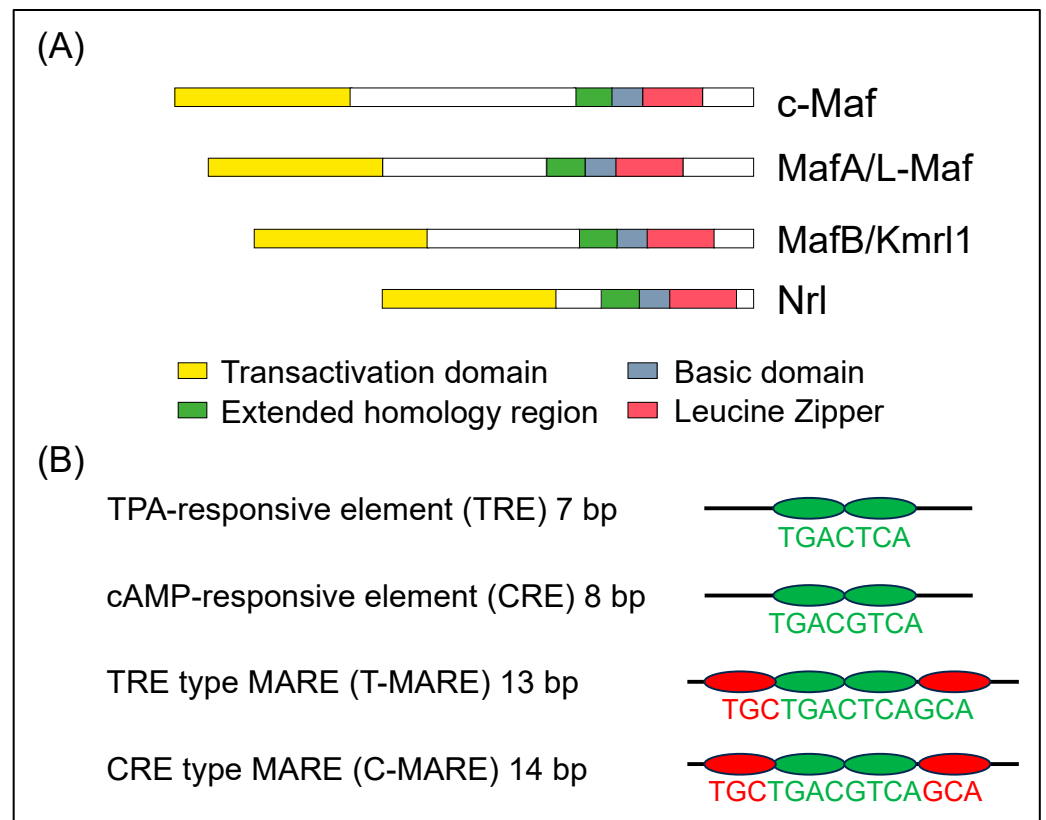 (A)
c-Maf
MafA/L-Maf
MafB/Kmrl1
Nrl
Transactivation domain
Basic domain
Extended homology region
Leucine Zipper
(B)
TPA-responsive element (TRE) 7 bp
TGACTCA
cAMP-responsive element (CRE) 8 bp
TGACGTCA
TRE type MARE (T-MARE) 13 bp
TGCTGACTCAGCA
CRE type MARE (C-MARE) 14 bp
TGCTGACGTCAGCA